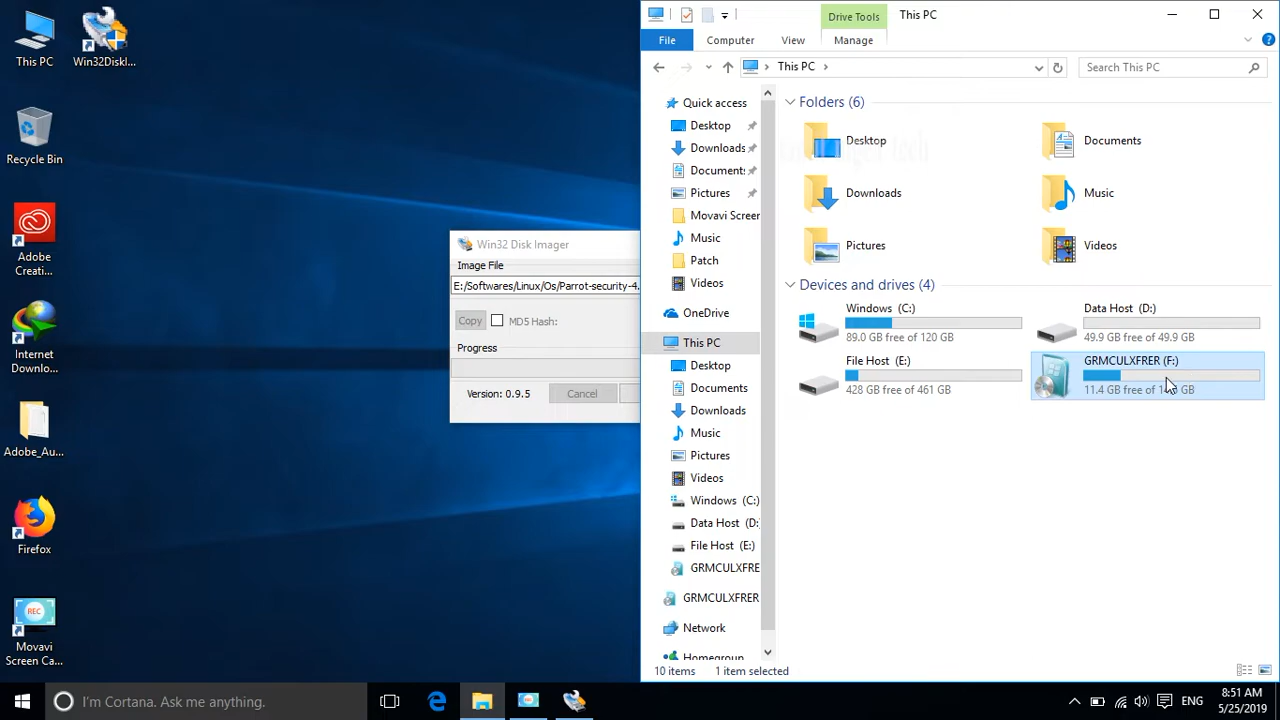 This PC
Win32DiskI...
Recycle Bin
Adobe
Creati...
Internet
Downlo...
Adobe_Au...
Firefox
REC
Movavi
Screen Ca...
Win32 Disk Imager
Image File
E:/Softwares/Linux/Os/Parrot-security-4.
Copy
MD5 Hash:
Progress
Version: 0.9.5
Cancel
Drive Tools
This PC
File
Computer
View
Manage
This PC
Search This PC
Quick access
Desktop
Downloads
Document:
Pictures
Movavi Screen
Music
Patch
Videos
OneDrive
This PC
Desktop
Documents
Downloads
Music
Pictures
Videos
Windows (C:)
Data Host (D:
File Host (E:)
GRMCULXFRE
GRMCULXFRER
Network
Homegroup
Folders (6)
Desktop
Documents
Downloads
Music
Pictures
Videos
Devices and drives (4)
Windows (C:)
89.0 GB free of 120 GB
Data Host (D:)
49.9 GB free of 49.9 GB
File Host (E:)
428 GB free of 461 GB
GRMCULXFRER (F:)
11.4 GB free of GB
10 items
1 item selected
I'm Cortana. Ask me anything.
ENG
8:51 AM
5/25/2019